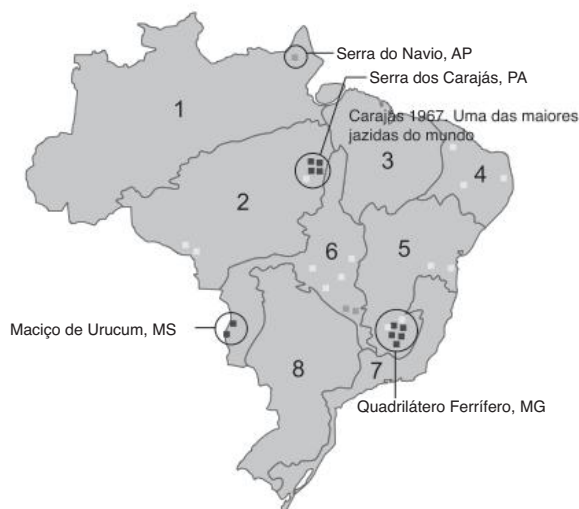 Serra do Navio, AP
Serra dos Carajás, PA
Carajás 1967. Uma das maiores
jazidas do mundo
1
3
4
2
6
5
Maciço de Urucum, MS
8
7
Quadrilátero Ferrífero, MG